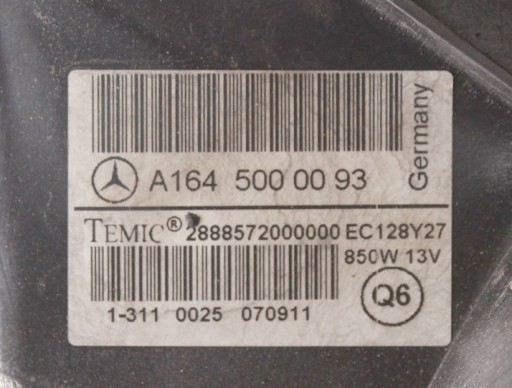 Germany
A164 500 00 93
TEMIC® 2888572000000 EC128Y27
850W 13V
Q6
1-311 0025 070911